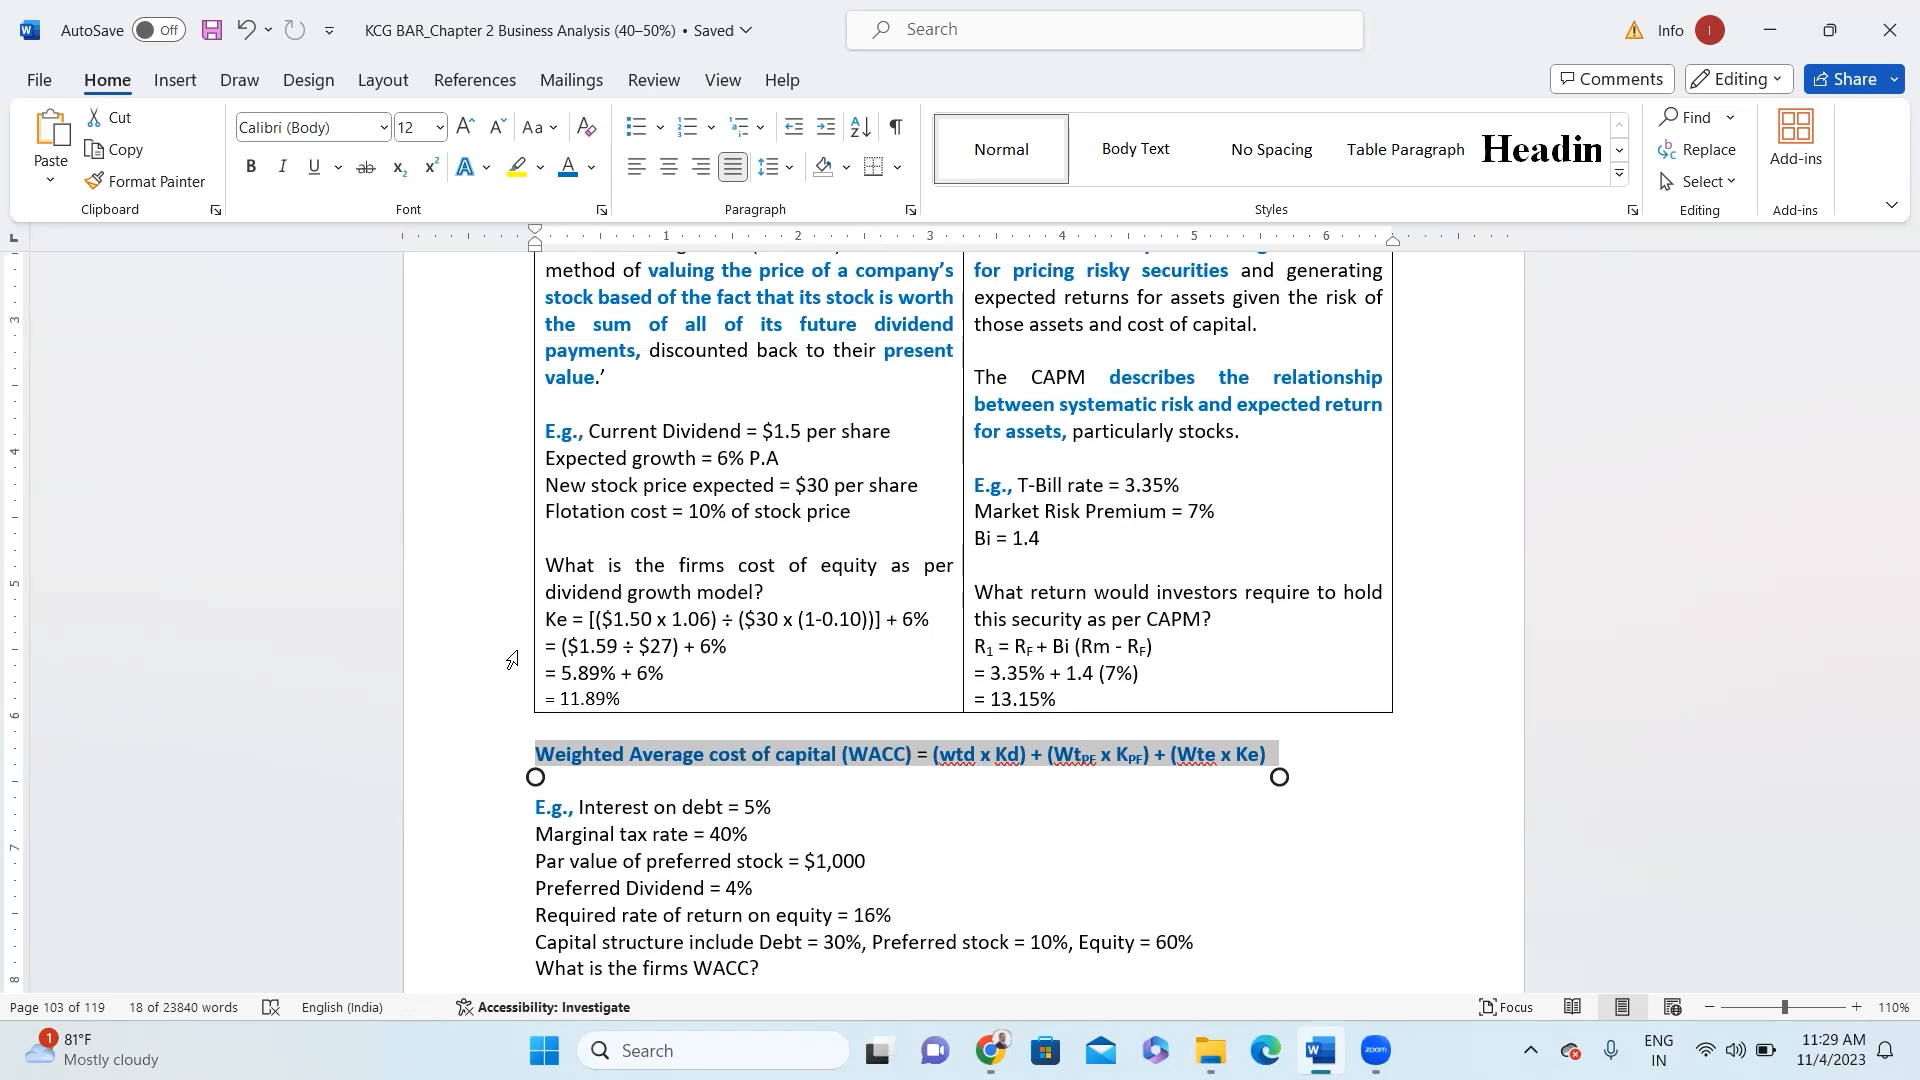 AutoSave Off KCG BAR_Chapter 2 Business Analysis (40–50%) • Saved Search Info I
File Home Insert Draw Design Layout References Mailings Review View Help Comments Editing Share
Paste Cut Copy Format Painter Clipboard
Calibri (Body) 12 Font
Paragraph
Normal Body Text No Spacing Table Paragraph Headin Styles
Find Replace Select Editing
Add-ins Add-ins
1 2 3 4 5 6
method of valuing the price of a company’s
stock based of the fact that its stock is worth
the sum of all of its future dividend
payments, discounted back to their present
value.’
E.g., Current Dividend = $1.5 per share
Expected growth = 6% P.A
New stock price expected = $30 per share
Flotation cost = 10% of stock price
What is the firms cost of equity as per
dividend growth model?
Ke = [($1.50 x 1.06) ÷ ($30 x (1-0.10))] + 6%
= ($1.59 ÷ $27) + 6%
= 5.89% + 6%
= 11.89%
for pricing risky securities and generating
expected returns for assets given the risk of
those assets and cost of capital.
The CAPM describes the relationship
between systematic risk and expected return
for assets, particularly stocks.
E.g., T-Bill rate = 3.35%
Market Risk Premium = 7%
Bi = 1.4
What return would investors require to hold
this security as per CAPM?
R1 = RF + Bi (Rm - RF)
= 3.35% + 1.4 (7%)
= 13.15%
Weighted Average cost of capital (WACC) = (wtd x Kd) + (WtPF x KPF) + (Wte x Ke)
E.g., Interest on debt = 5%
Marginal tax rate = 40%
Par value of preferred stock = $1,000
Preferred Dividend = 4%
Required rate of return on equity = 16%
Capital structure include Debt = 30%, Preferred stock = 10%, Equity = 60%
What is the firms WACC?
Page 103 of 119 18 of 23840 words English (India) Accessibility: Investigate Focus 110%
1 81°F
Mostly cloudy
Search zoom
ENG
IN
11:29 AM
11/4/2023